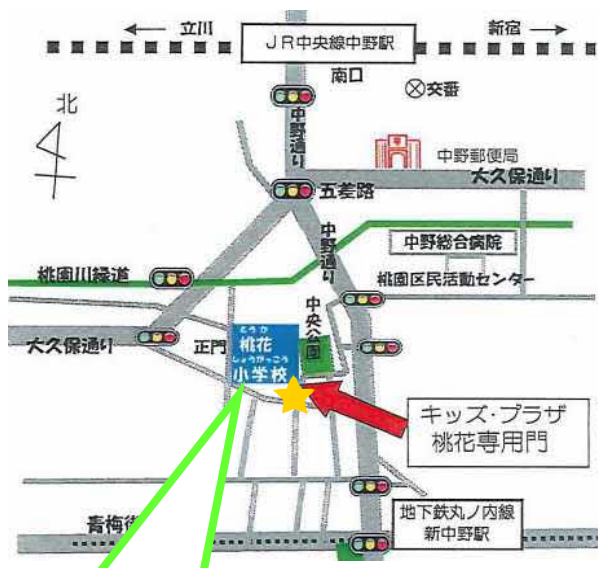 立川
新宿
JR中央線中野駅
南口
交番
北
中野通り
中野郵便局
大久保通り
五差路
中野通り
中野総合病院
桃園川緑道
桃園区民活動センター
中央公園
大久保通り
正門
とうか
桃花
しょうがっこう
小学校
キッズ・プラザ
桃花専用門
地下鉄丸ノ内線
新中野駅
青梅街